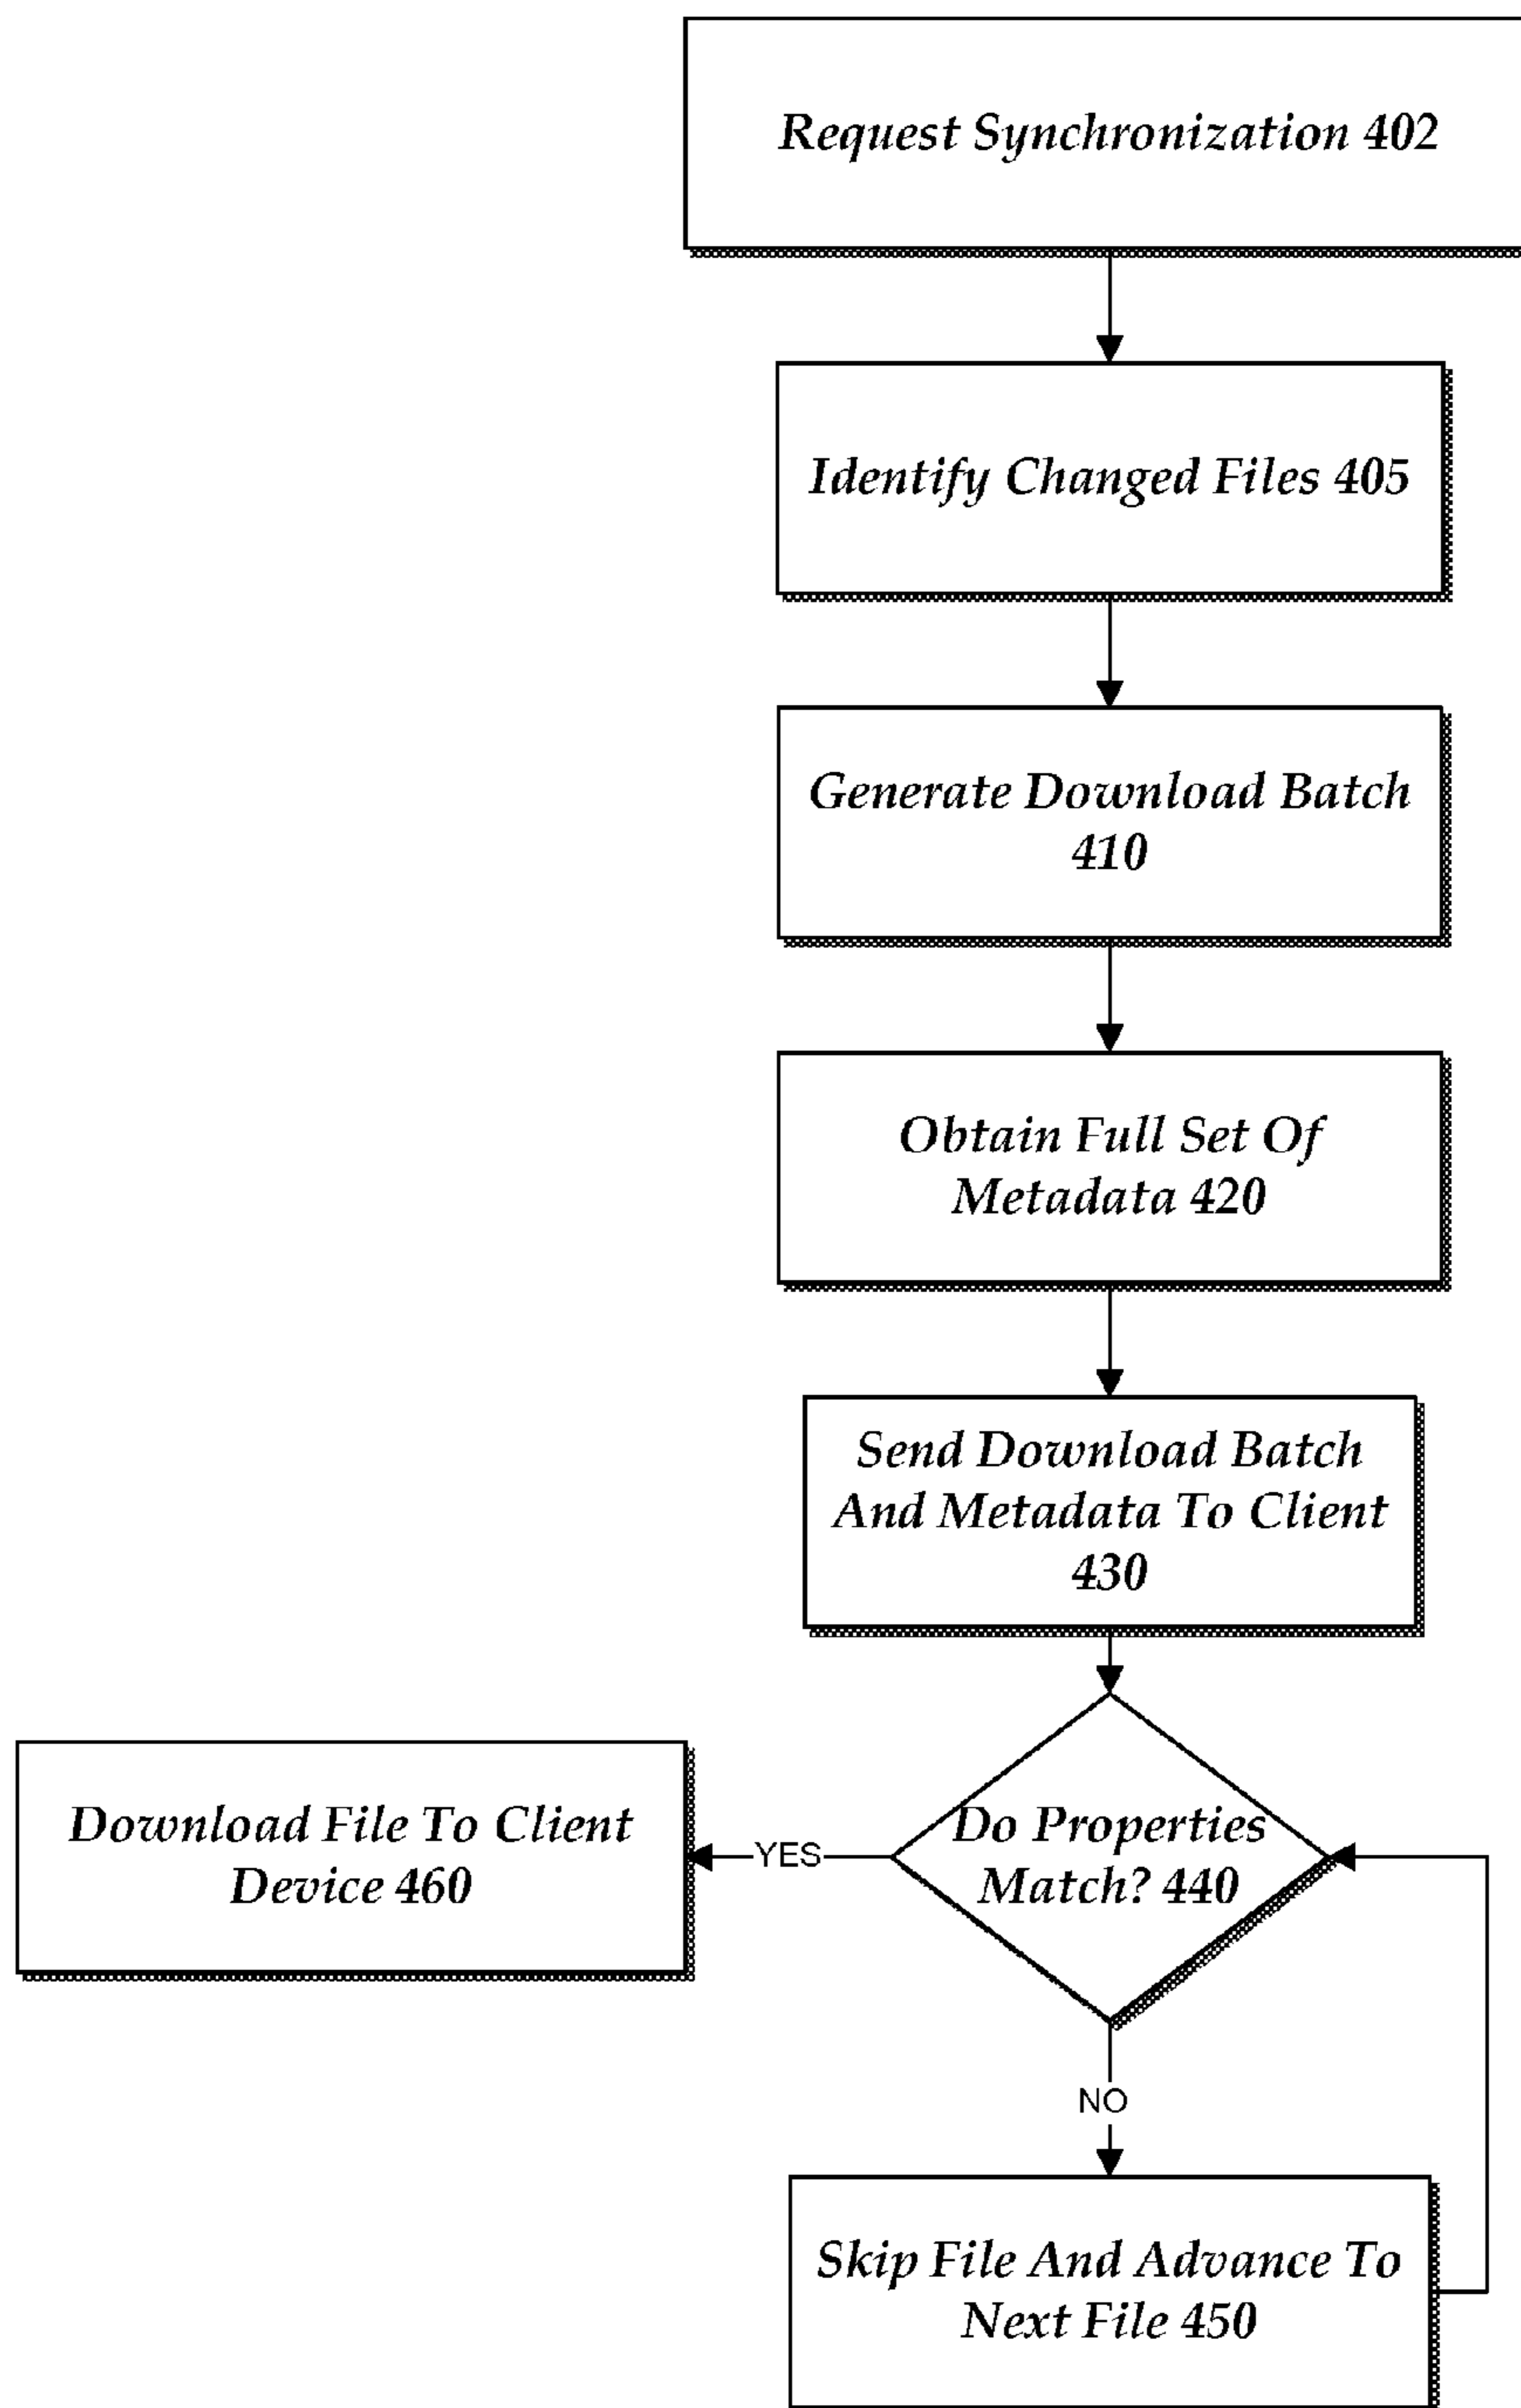 Request Synchronization 402
Identify Changed Files 405
Generate Download Batch
410
Obtain Full Set Of
Metadata 420
Send Download Batch
And Metadata To Client
430
Download File To Client
Device 460
YES
Do Properties
Match? 440
NO
Skip File And Advance To
Next File 450